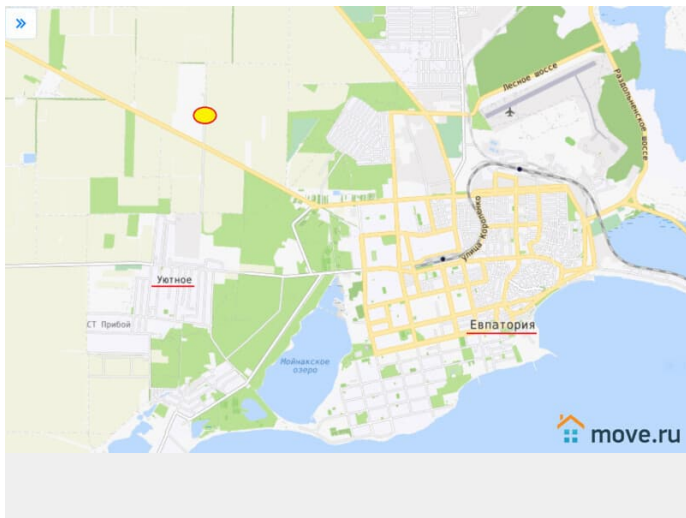 »
Лесное шоссе
Раздольненское шоссе
улица Короленко
Уютное
СТ Прибой
Евпатория
Мойнакское
озеро
move.ru